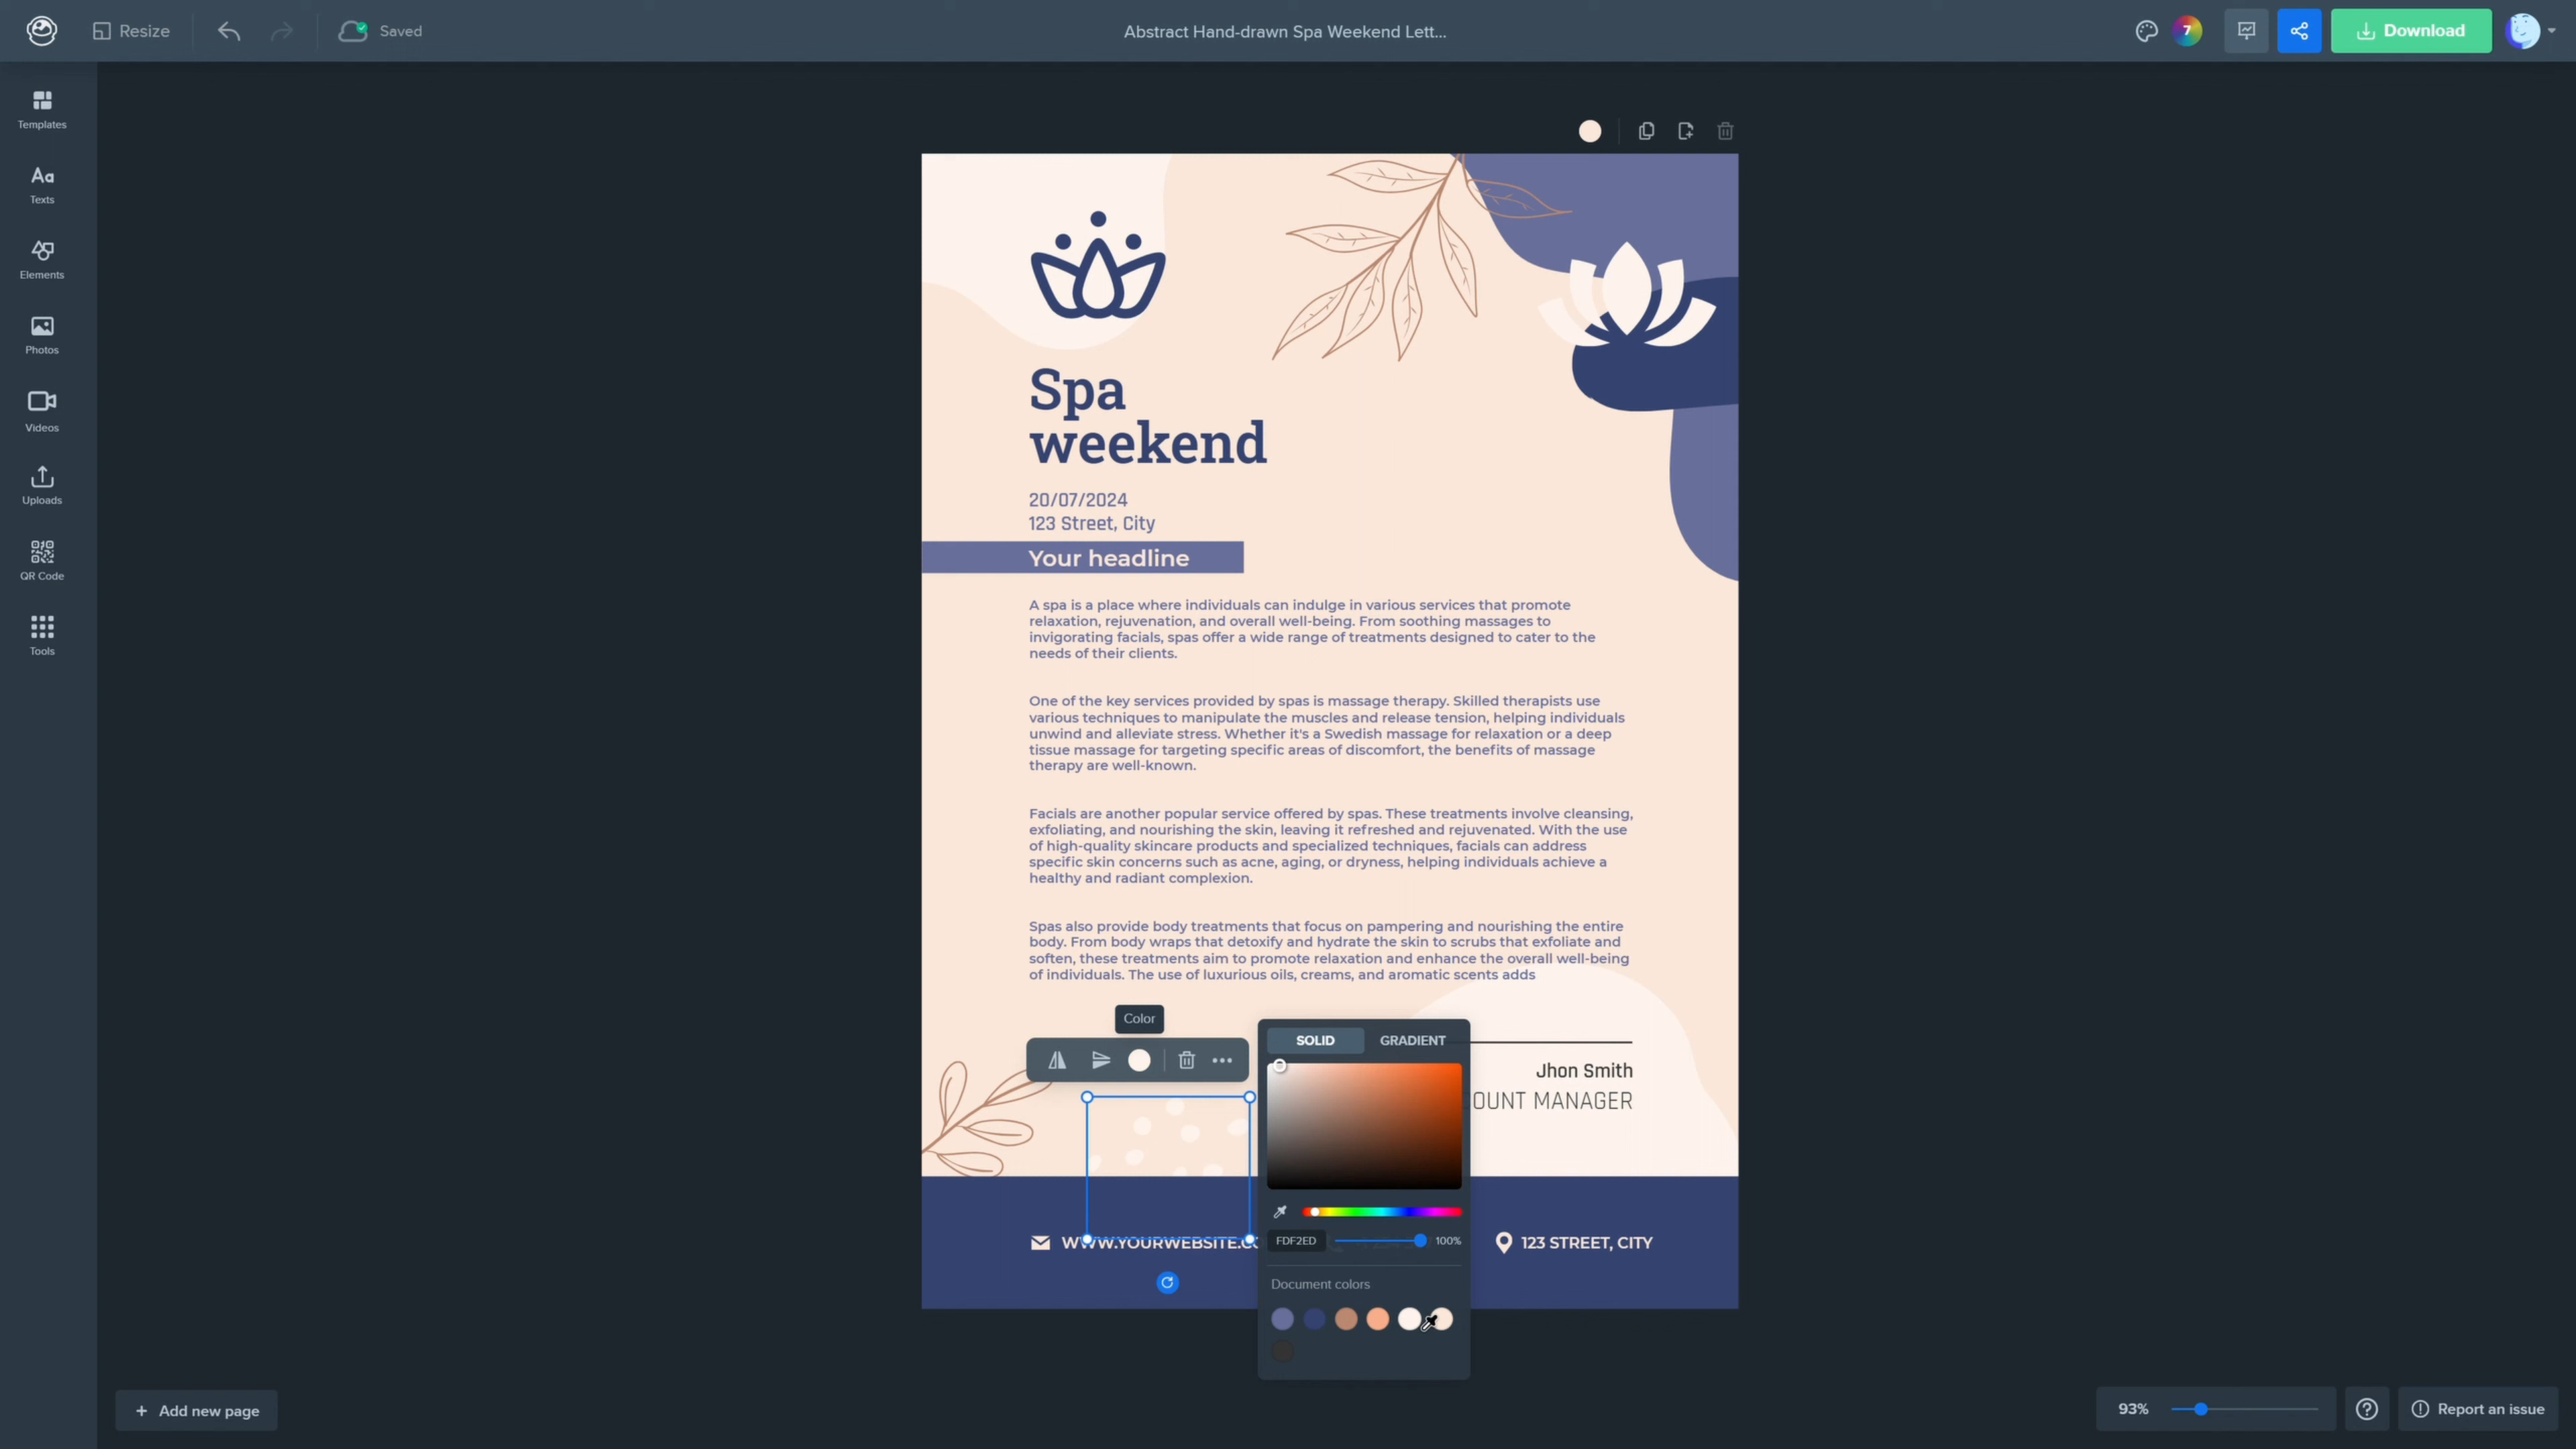 Resize
Saved
Abstract Hand-drawn Spa Weekend Lett...
7
Download
Templates
Texts
Elements
Photos
Videos
Uploads
QR Code
Tools
Spa
weekend
20/07/2024
123 Street, City
Your headline
A spa is a place where individuals can indulge in various services that promote
relaxation, rejuvenation, and overall well-being. From soothing massages to
invigorating facials, spas offer a wide range of treatments designed to cater to the
needs of their clients.
One of the key services provided by spas is massage therapy. Skilled therapists use
various techniques to manipulate the muscles and release tension, helping individuals
unwind and alleviate stress. Whether it's a Swedish massage for relaxation or a deep
tissue massage for targeting specific areas of discomfort, the benefits of massage
therapy are well-known.
Facials are another popular service offered by spas. These treatments involve cleansing,
exfoliating, and nourishing the skin, leaving it refreshed and rejuvenated. With the use
of high-quality skincare products and specialized techniques, facials can address
specific skin concerns such as acne, aging, or dryness, helping individuals achieve a
healthy and radiant complexion.
Spas also provide body treatments that focus on pampering and nourishing the entire
body. From body wraps that detoxify and hydrate the skin to scrubs that exfoliate and
soften, these treatments aim to promote relaxation and enhance the overall well-being
of individuals. The use of luxurious oils, creams, and aromatic scents adds
Color
SOLID GRADIENT
Jhon Smith
OUNT MANAGER
WWW.YOURWEBSITE.CO
FDF2ED 100%
123 STREET, CITY
Document colors
+ Add new page
93%
Report an issue